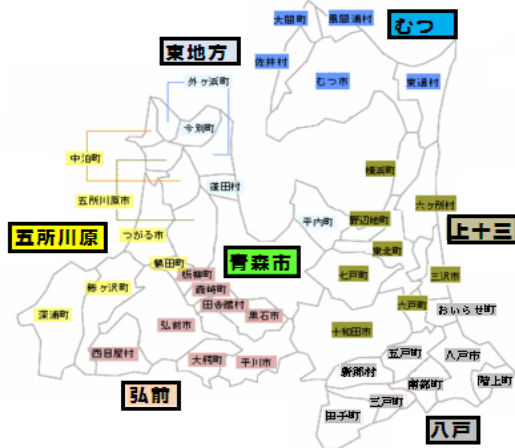 大間町
風間浦村
むつ
東地方
佐井村
むつ市
東通村
外ヶ浜町
今別町
中泊町
蓬田村
横浜町
五所川原市
平内町
野辺地町
六ヶ所村
五所川原
つがる市
上十三
青森市
東北町
鶴田町
板柳町
七戸町
三沢市
鰺ヶ沢町
藤崎町
田舎館村
六戸町
おいらせ町
深浦町
弘前市
黒石市
十和田市
西目屋村
大鰐町
平川市
五戸町
八戸市
新郷村
南部町
階上町
弘前
三戸町
田子町
八戸